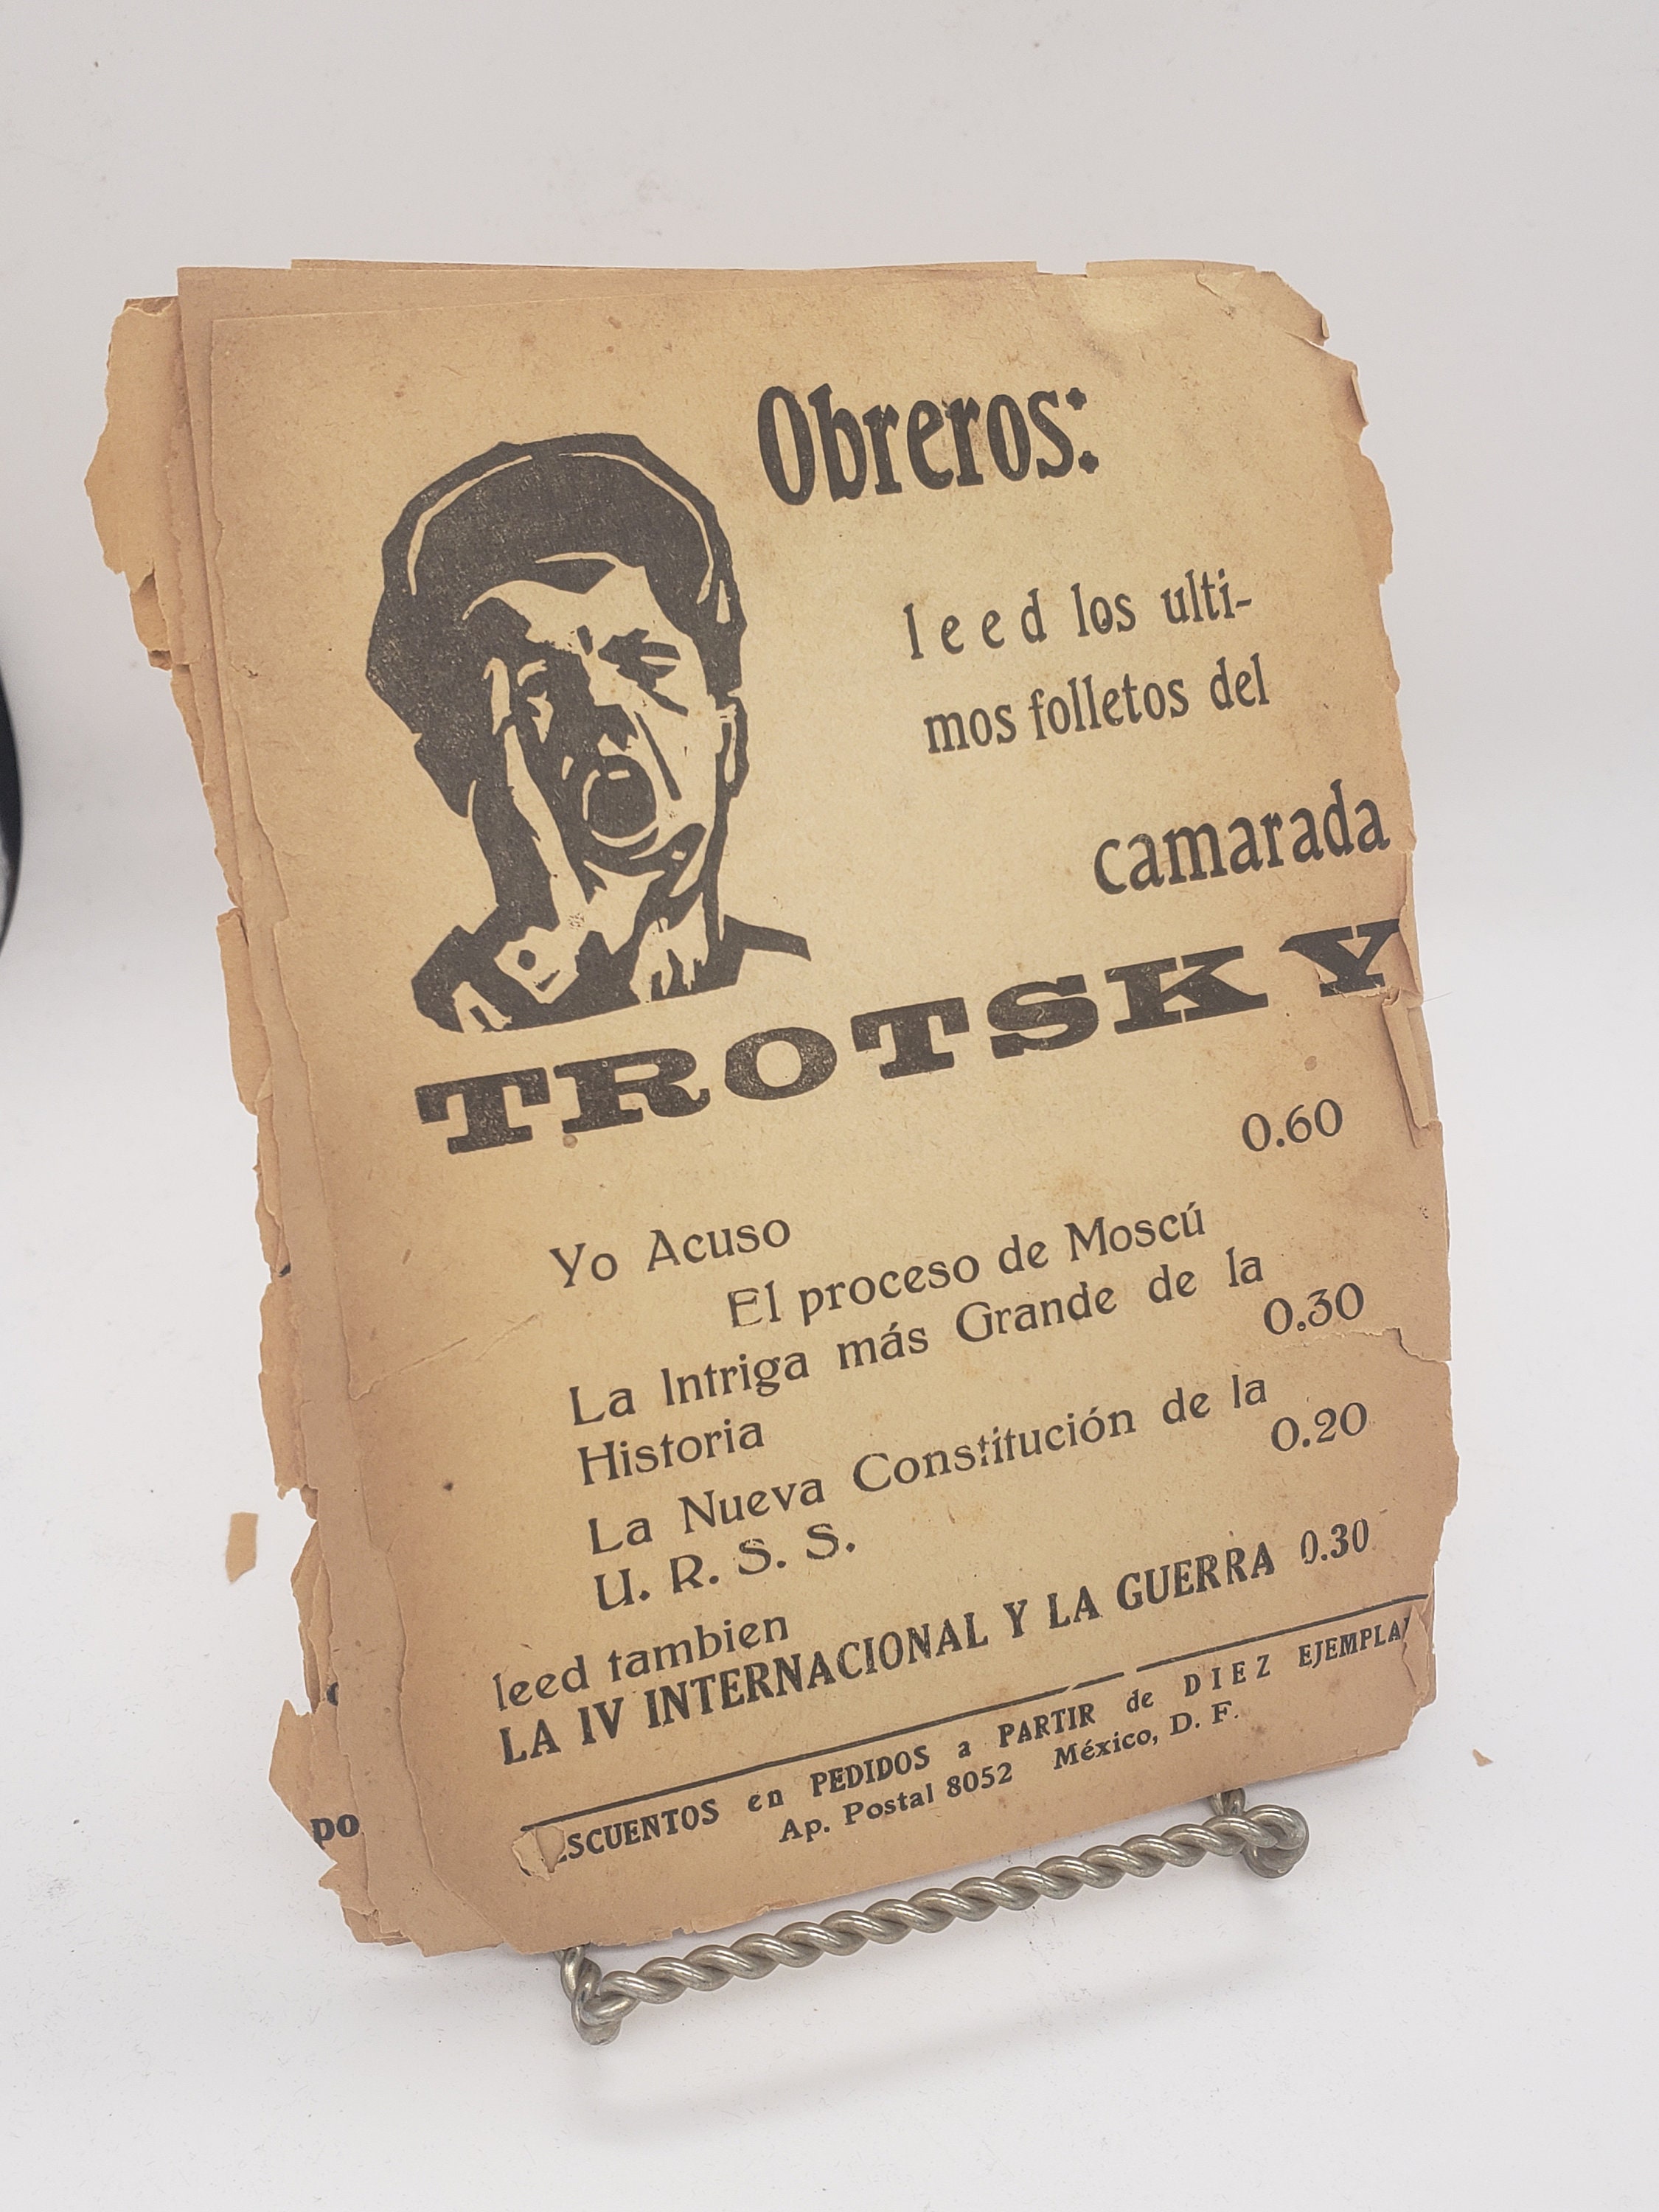 Obreros:
leed los ulti-
mos folletos del
camarada
TROTSKY
0.60
Yo Acuso
El proceso de Moscú
La Intriga más Grande de la
0.30
Historia
La Nueva Constitución de la
0.20
U. R. S. S.
leed tambien
LA IV INTERNACIONAL Y LA GUERRA 0.30
ESCUENTOS en PEDIDOS a PARTIR de DIEZ EJEMPLA
Ap. Postal 8052 México, D. F.
po